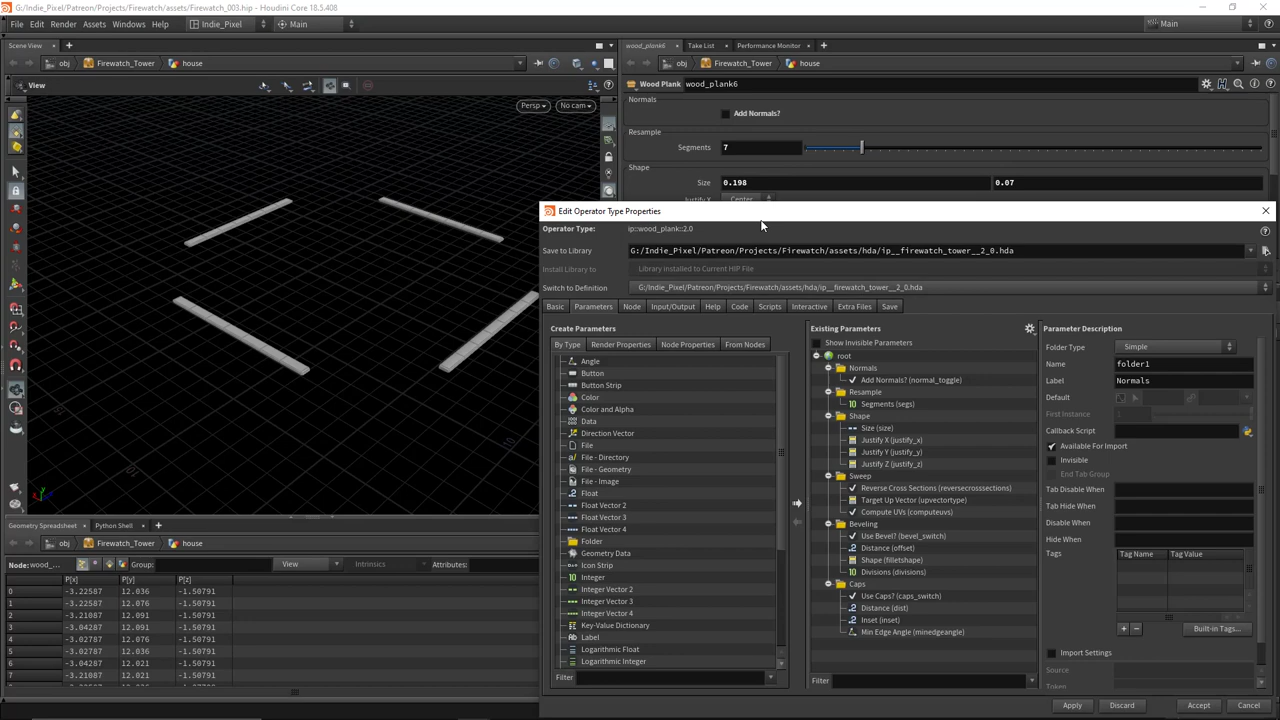 G:/Indie_Pixel/Patreon/Projects/Firewatch/assets/Firewatch_003.hip - Houdini Core 18.5.408
File Edit Render Assets Windows Help Indie_Pixel Main Main
Scene View
obj Firewatch_Tower house
View
Persp No cam
wood_plank6 Take List Performance Monitor
obj Firewatch_Tower house
Wood Plank wood_plank6
Normals
Add Normals?
Resample
Segments 7
Shape
Size 0.198 0.07
Justify X Center
Edit Operator Type Properties
Operator Type: ip::wood_plank::2.0
Save to Library G:/Indie_Pixel/Patreon/Projects/Firewatch/assets/hda/ip__firewatch_tower__2_0.hda
Install Library to Library installed to Current HIP File
Switch to Definition G:/Indie_Pixel/Patreon/Projects/Firewatch/assets/hda/ip__firewatch_tower__2_0.hda
Basic Parameters Node Input/Output Help Code Scripts Interactive Extra Files Save
Create Parameters
By Type Render Properties Node Properties From Nodes
Angle
Button
Button Strip
Color
Color and Alpha
Data
Direction Vector
File
File - Directory
File - Geometry
File - Image
Float
Float Vector 2
Float Vector 3
Float Vector 4
Folder
Geometry Data
Icon Strip
Integer
Integer Vector 2
Integer Vector 3
Integer Vector 4
Key-Value Dictionary
Label
Logarithmic Float
Logarithmic Integer
Filter
Existing Parameters
Show Invisible Parameters
root
Normals
Add Normals? (normal_toggle)
Resample
Segments (segs)
Shape
Size (size)
Justify X (justify_x)
Justify Y (justify_y)
Justify Z (justify_z)
Sweep
Reverse Cross Sections (reversecrosssections)
Target Up Vector (upvectortype)
Compute UVs (computeuvs)
Beveling
Use Bevel? (bevel_switch)
Distance (offset)
Shape (filletshape)
Divisions (divisions)
Caps
Use Caps? (caps_switch)
Distance (dist)
Inset (inset)
Min Edge Angle (minedgeangle)
Filter
Parameter Description
Folder Type Simple
Name folder1
Label Normals
Default
First Instance 1
Callback Script
Available For Import
Invisible
End Tab Group
Tab Disable When
Tab Hide When
Disable When
Hide When
Tags Tag Name Tag Value
Built-in Tags...
Import Settings
Source
Token
Apply Discard Accept Cancel
Geometry Spreadsheet Python Shell
obj Firewatch_Tower house
Node: wood_... Group: View Intrinsics Attributes:
P[x] P[y] P[z]
0 -3.22587 12.036 -1.50791
1 -3.22587 12.076 -1.50791
2 -3.21087 12.091 -1.50791
3 -3.04287 12.091 -1.50791
4 -3.02787 12.076 -1.50791
5 -3.02787 12.036 -1.50791
6 -3.04287 12.021 -1.50791
7 -3.21087 12.021 -1.50791